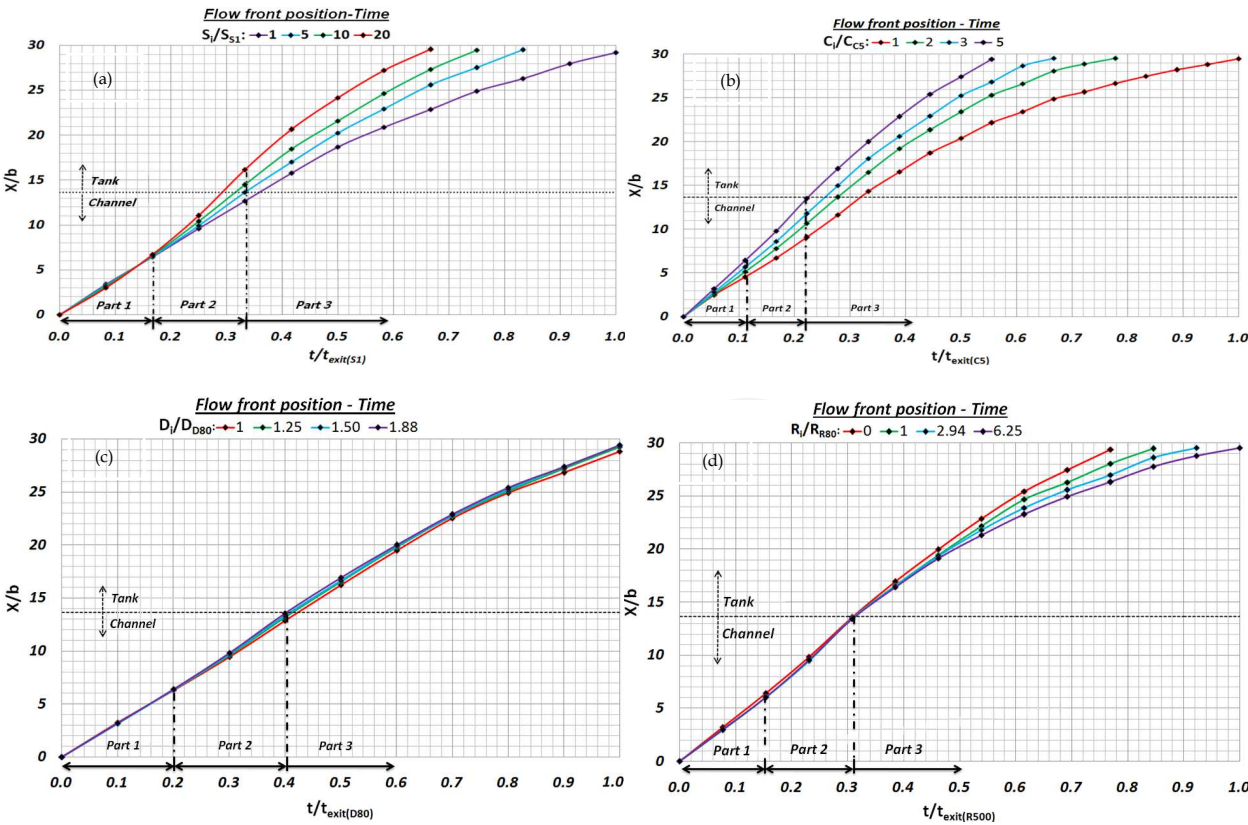 Flow front position-Time
Si/SS1: 1 5 10 20
(a)
X/b
30
25
20
15
10
5
0
Tank
Channel
Part 1 Part 2 Part 3
0.0 0.1 0.2 0.3 0.4 0.5 0.6 0.7 0.8 0.9 1.0
t/texit(S1)
Flow front position - Time
Ci/CC5: 1 2 3 5
(b)
X/b
30
25
20
15
10
5
0
Tank
Channel
Part 1 Part 2 Part 3
0.0 0.1 0.2 0.3 0.4 0.5 0.6 0.7 0.8 0.9 1.0
t/texit(C5)
Flow front position - Time
Di/DD80: 1 1.25 1.50 1.88
(c)
X/b
30
25
20
15
10
5
0
Tank
Channel
Part 1 Part 2 Part 3
0.0 0.1 0.2 0.3 0.4 0.5 0.6 0.7 0.8 0.9 1.0
t/texit(D80)
Flow front position - Time
Ri/RR80: 0 1 2.94 6.25
(d)
X/b
30
25
20
15
10
5
0
Tank
Channel
Part 1 Part 2 Part 3
0.0 0.1 0.2 0.3 0.4 0.5 0.6 0.7 0.8 0.9 1.0
t/texit(R500)